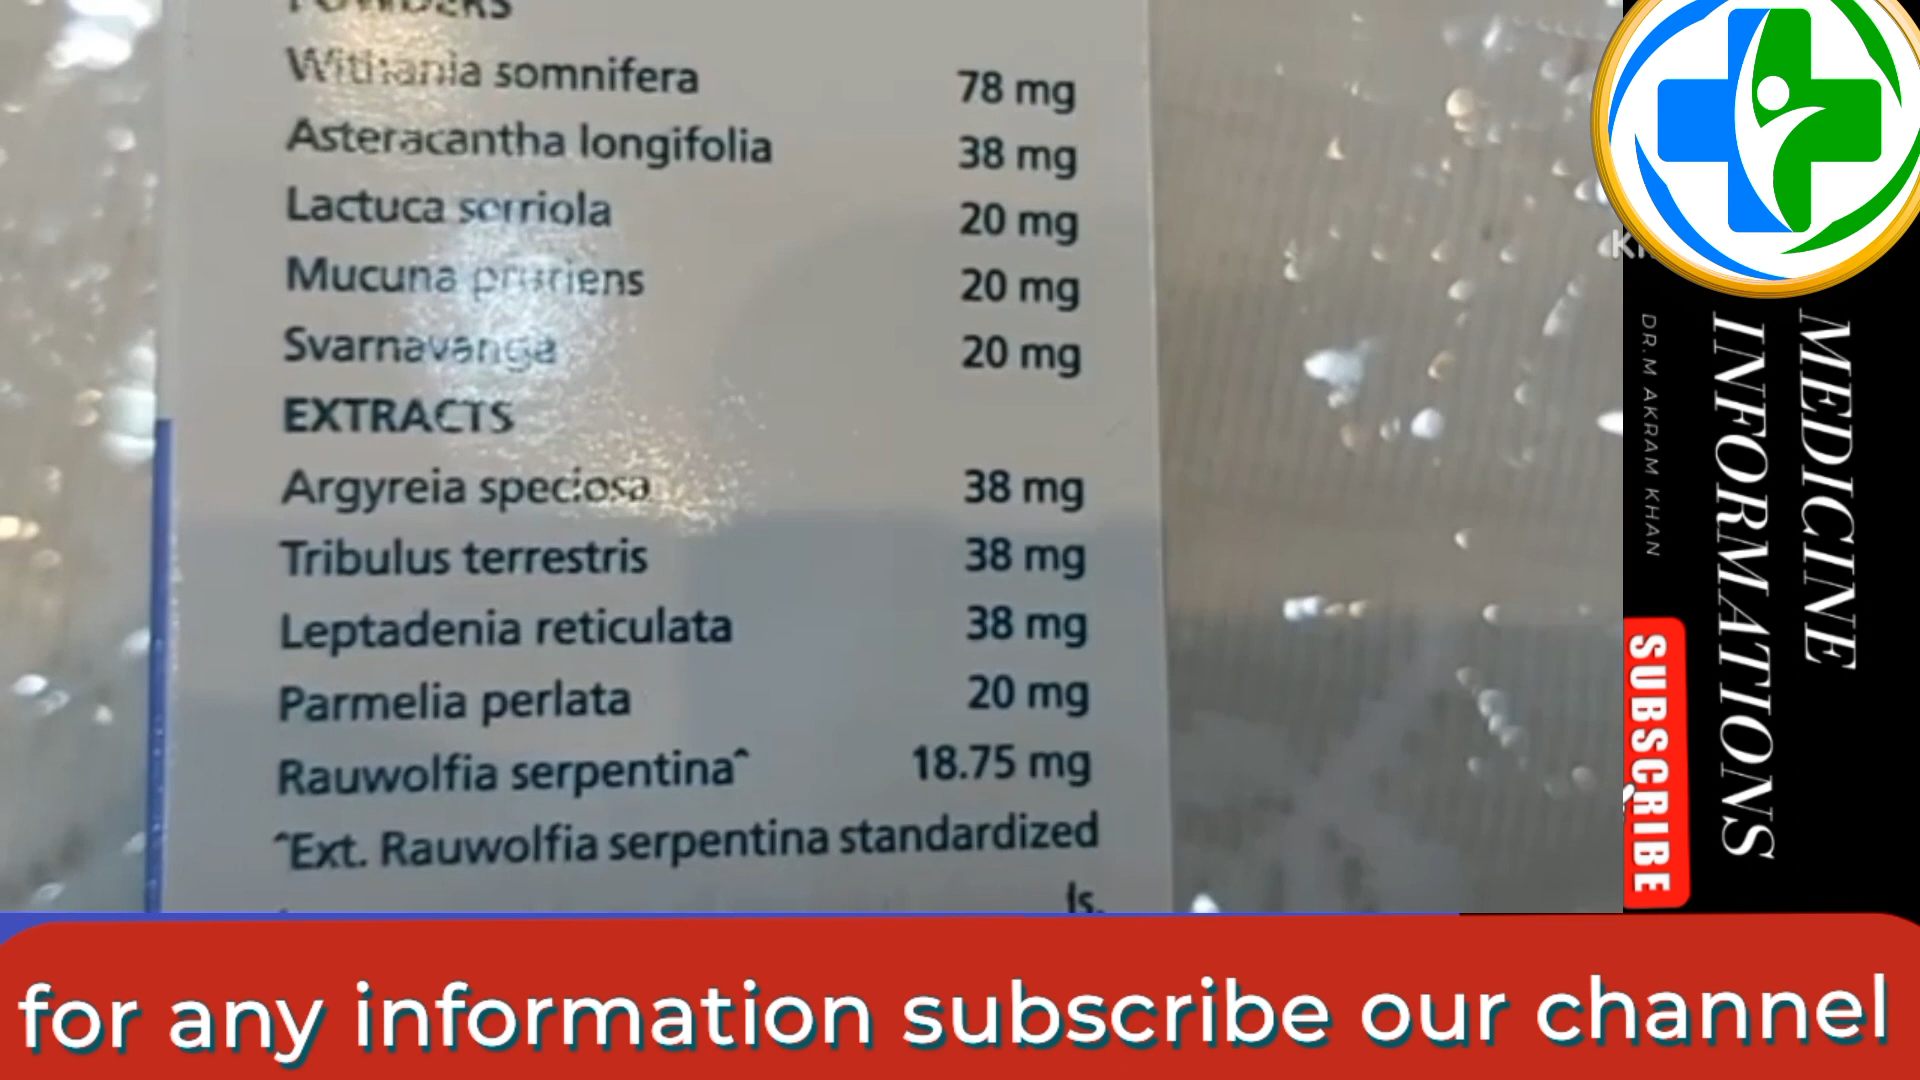 POWDERS
Withania somnifera 78 mg
Asteracantha longifolia 38 mg
Lactuca serriola 20 mg
Mucuna pruriens 20 mg
Svarnavanga 20 mg
EXTRACTS
Argyreia speciosa 38 mg
Tribulus terrestris 38 mg
Leptadenia reticulata 38 mg
Parmelia perlata 20 mg
Rauwolfia serpentina^ 18.75 mg
^Ext. Rauwolfia serpentina standardized
ls.
MEDICINE
INFORMATIONS
DR.M AKRAM KHAN
SUBSCRIBE
for any information subscribe our channel